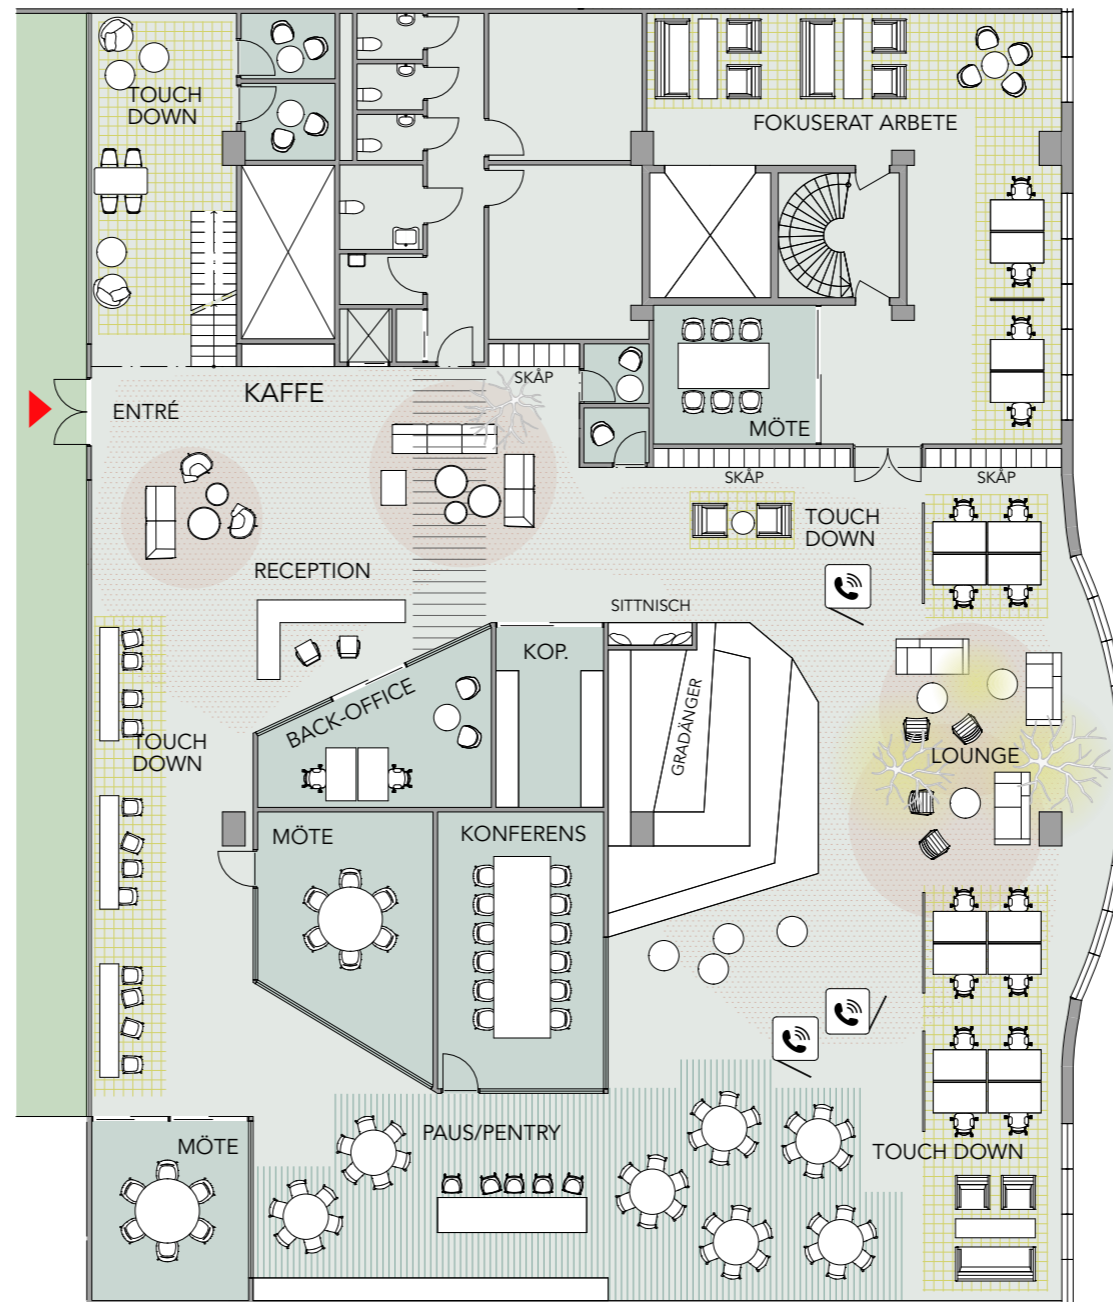 TOUCH
DOWN
FOKUSERAT ARBETE
KAFFE
SKÅP
ENTRÉ
MÖTE
SKÅP
SKÅP
TOUCH
DOWN
RECEPTION
SITTNISCH
KOP.
BACK-OFFICE
GRADÄNGER
TOUCH
DOWN
LOUNGE
MÖTE
KONFERENS
PAUS/PENTRY
MÖTE
TOUCH DOWN